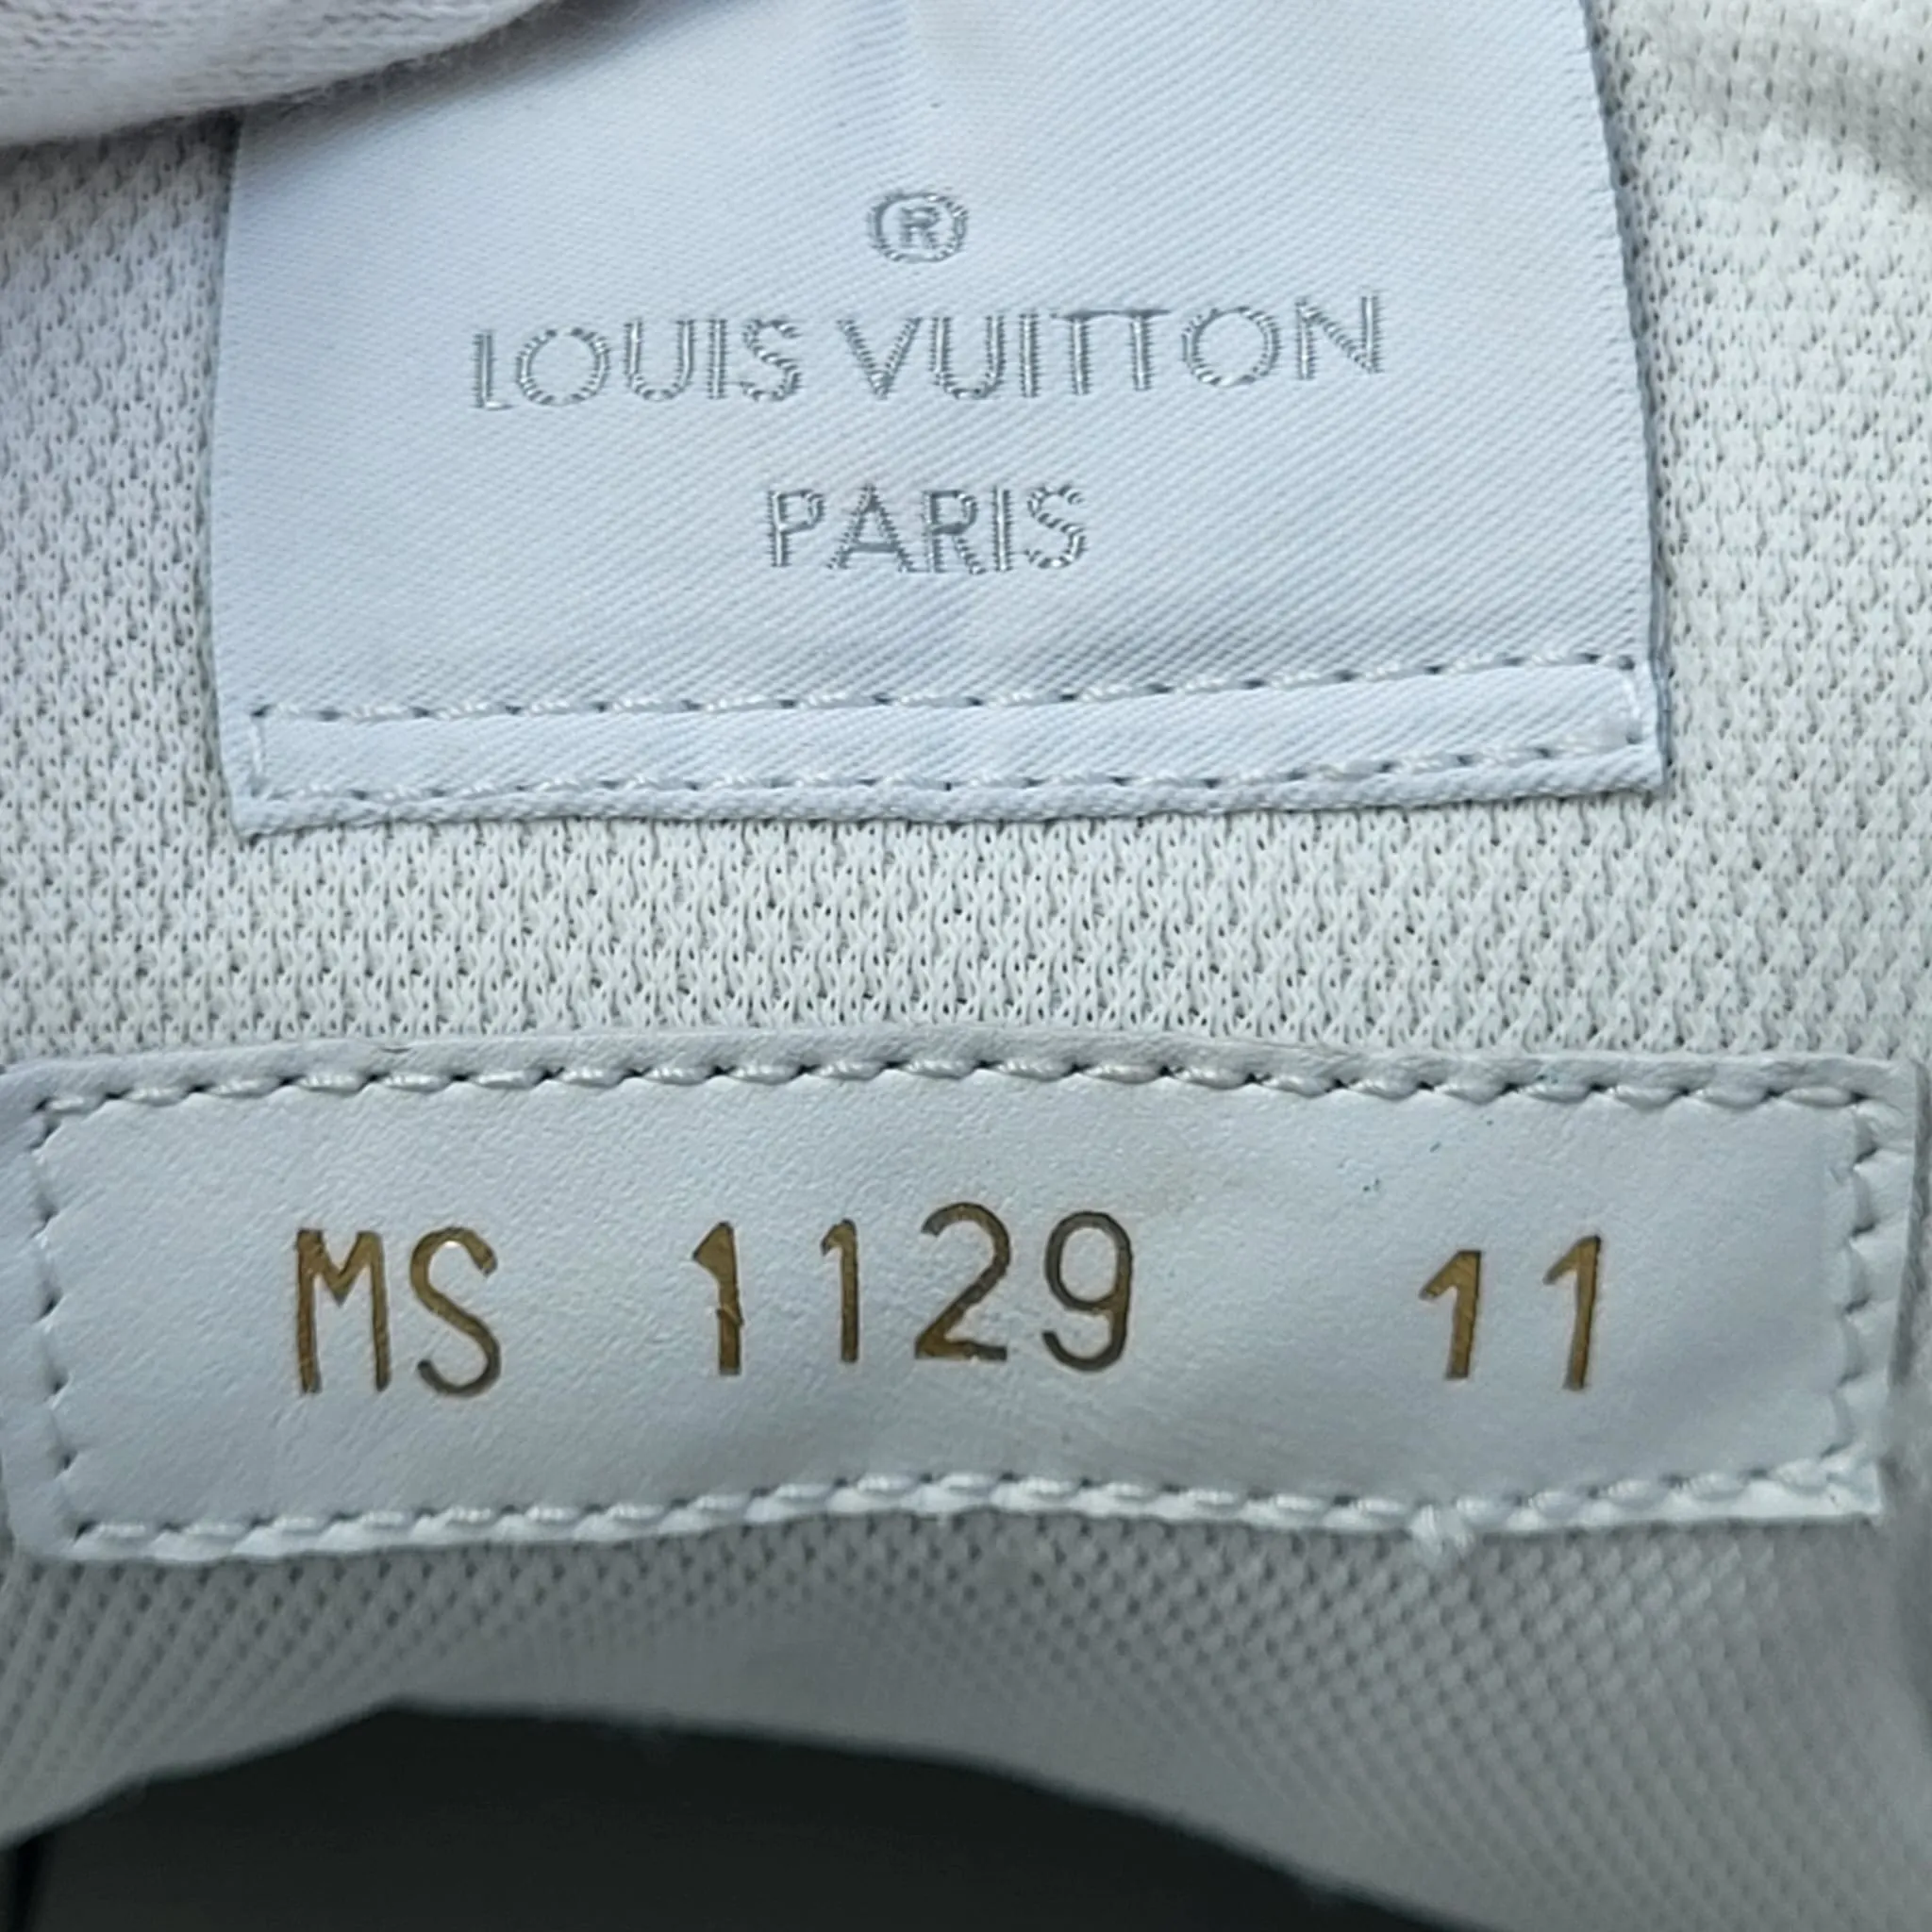 ®
LOUIS VUITTON
PARIS
MS 1129 11